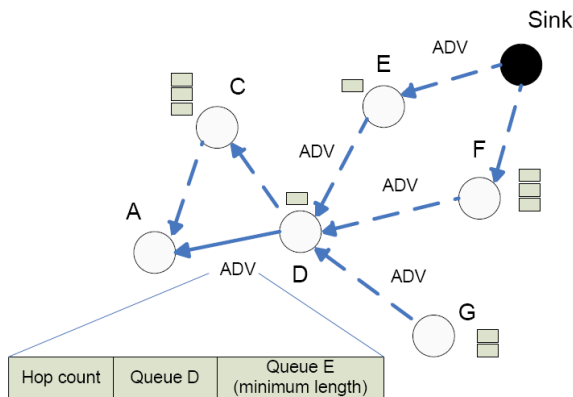 Sink
ADV
E
C
ADV
F
ADV
A
D
ADV
ADV
G
Hop count
Queue D
Queue E
(minimum length)